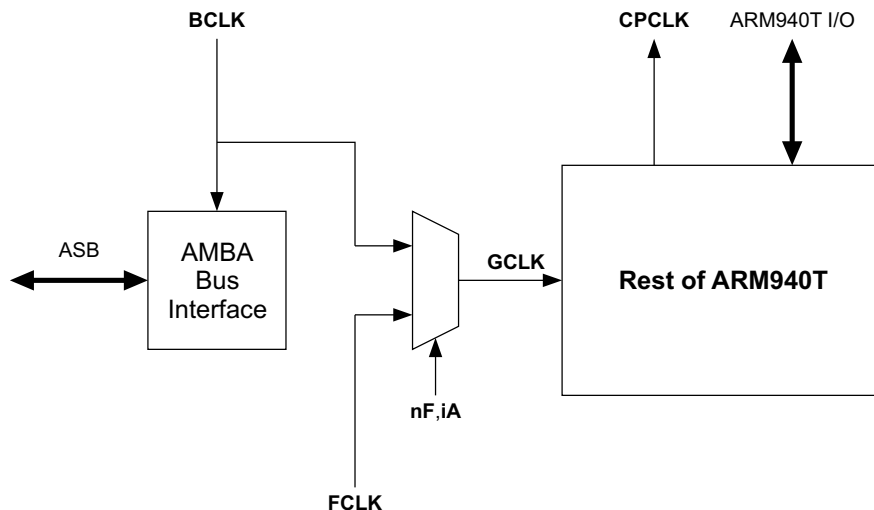 BCLK
CPCLK
ARM940T I/O
ASB
AMBA
Bus
Interface
GCLK
Rest of ARM940T
nF,iA
FCLK